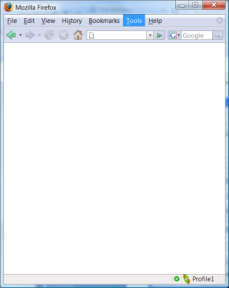 Mozilla Firefox
File Edit View History Bookmarks Tools Help
Google
Profile1